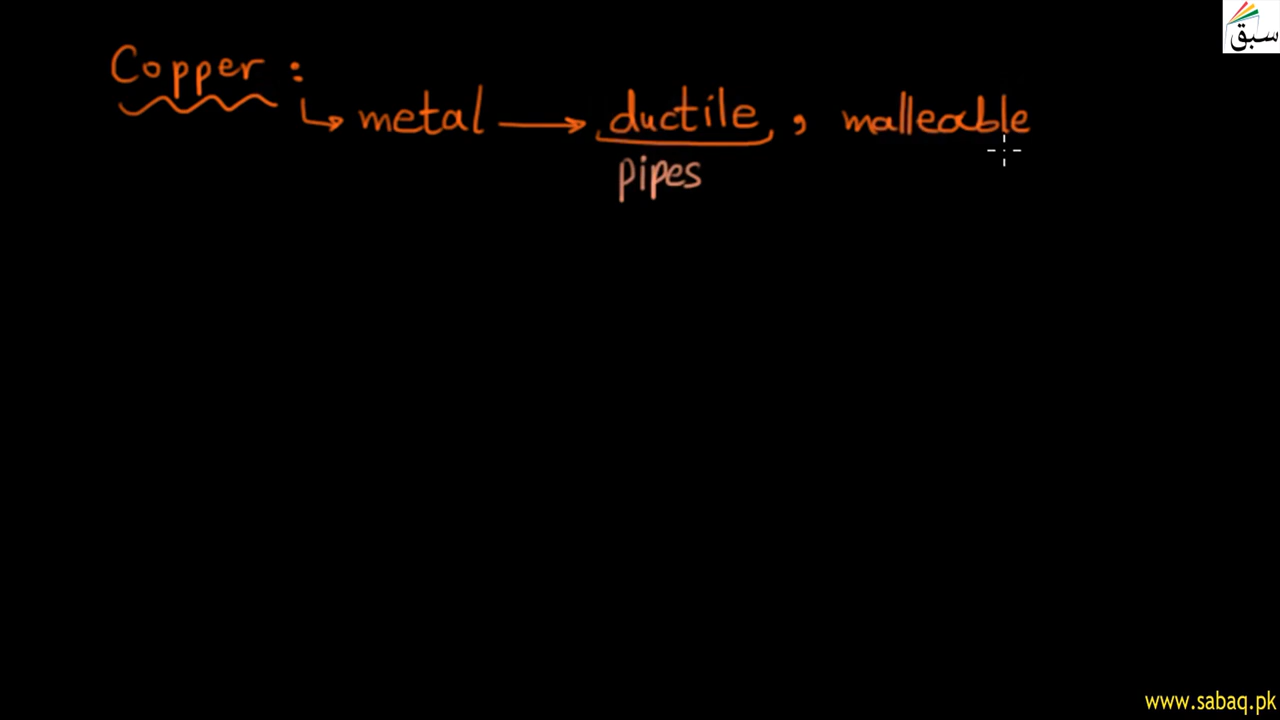 سبق
Copper :
metal → ductile , malleable
pipes
www.sabaq.pk